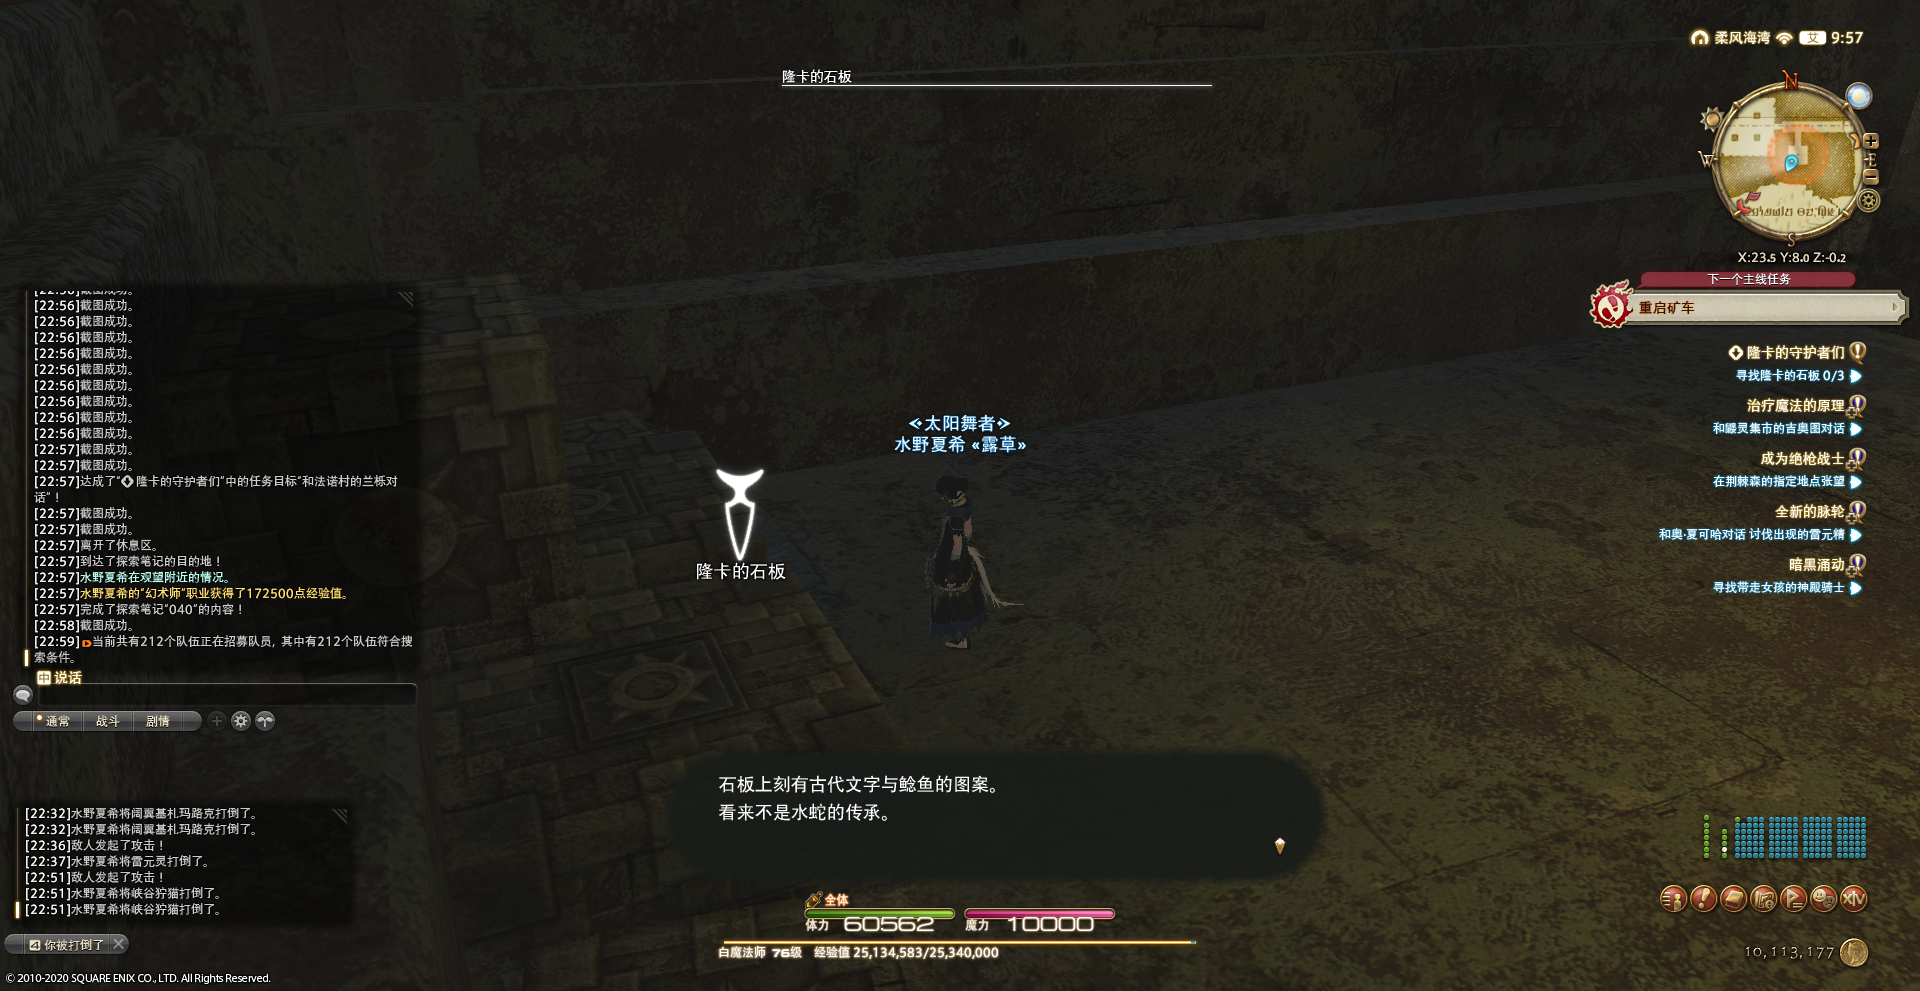 柔风海湾 艾 9:57
隆卡的石板
N
W
E
S
X:23.5 Y:8.0 Z:-0.2
下一个主线任务
重启矿车
隆卡的守护者们
寻找隆卡的石板 0/3
治疗魔法的原理
和鼹灵集市的吉奥图对话
成为绝枪战士
在荆棘森的指定地点张望
全新的脉轮
和奥·夏可哈对话 讨伐出现的雷元精
暗黑涌动
寻找带走女孩的神殿骑士
[22:56]截图成功。
[22:56]截图成功。
[22:56]截图成功。
[22:56]截图成功。
[22:56]截图成功。
[22:56]截图成功。
[22:56]截图成功。
[22:56]截图成功。
[22:56]截图成功。
[22:56]截图成功。
[22:57]截图成功。
[22:57]截图成功。
[22:57]达成了“隆卡的守护者们”中的任务目标“和法诺村的兰栎对
话”！
[22:57]截图成功。
[22:57]截图成功。
[22:57]离开了休息区。
[22:57]到达了探索笔记的目的地！
[22:57]水野夏希在观望附近的情况。
[22:57]水野夏希的“幻术师”职业获得了172500点经验值。
[22:57]完成了探索笔记“040”的内容！
[22:58]截图成功。
[22:59]当前共有212个队伍正在招募队员，其中有212个队伍符合搜
索条件。
说话
通常 战斗 剧情
<太阳舞者>
水野夏希 «露草»
隆卡的石板
石板上刻有古代文字与鲶鱼的图案。
看来不是水蛇的传承。
[22:32]水野夏希将阔翼基札玛路克打倒了。
[22:32]水野夏希将阔翼基札玛路克打倒了。
[22:36]敌人发起了攻击！
[22:37]水野夏希将雷元灵打倒了。
[22:51]敌人发起了攻击！
[22:51]水野夏希将峡谷狞猫打倒了。
[22:51]水野夏希将峡谷狞猫打倒了。
4 你被打倒了
全体
体力 60562 魔力 10000
白魔法师 76级 经验值 25,134,583/25,340,000
XIV
10,113,177
© 2010-2020 SQUARE ENIX CO., LTD. All Rights Reserved.